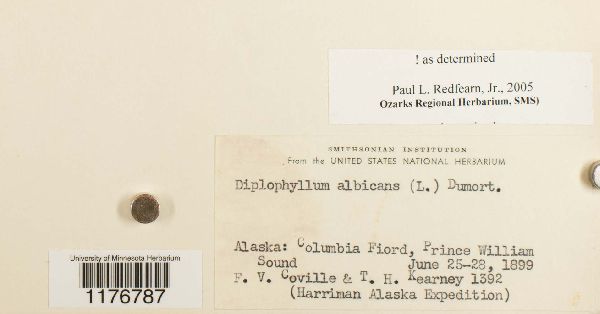 ! as determined
Paul L. Redfearn, Jr., 2005
Ozarks Regional Herbarium, SMS)
SMITHSONIAN INSTITUTION
From the UNITED STATES NATIONAL HERBARIUM
Diplophyllum albicans (L.) Dumort.
Alaska: Columbia Fiord, Prince William
Sound June 25-28, 1899
F. V. Coville & T. H. Kearney 1392
(Harriman Alaska Expedition)
University of Minnesota Herbarium
1176787